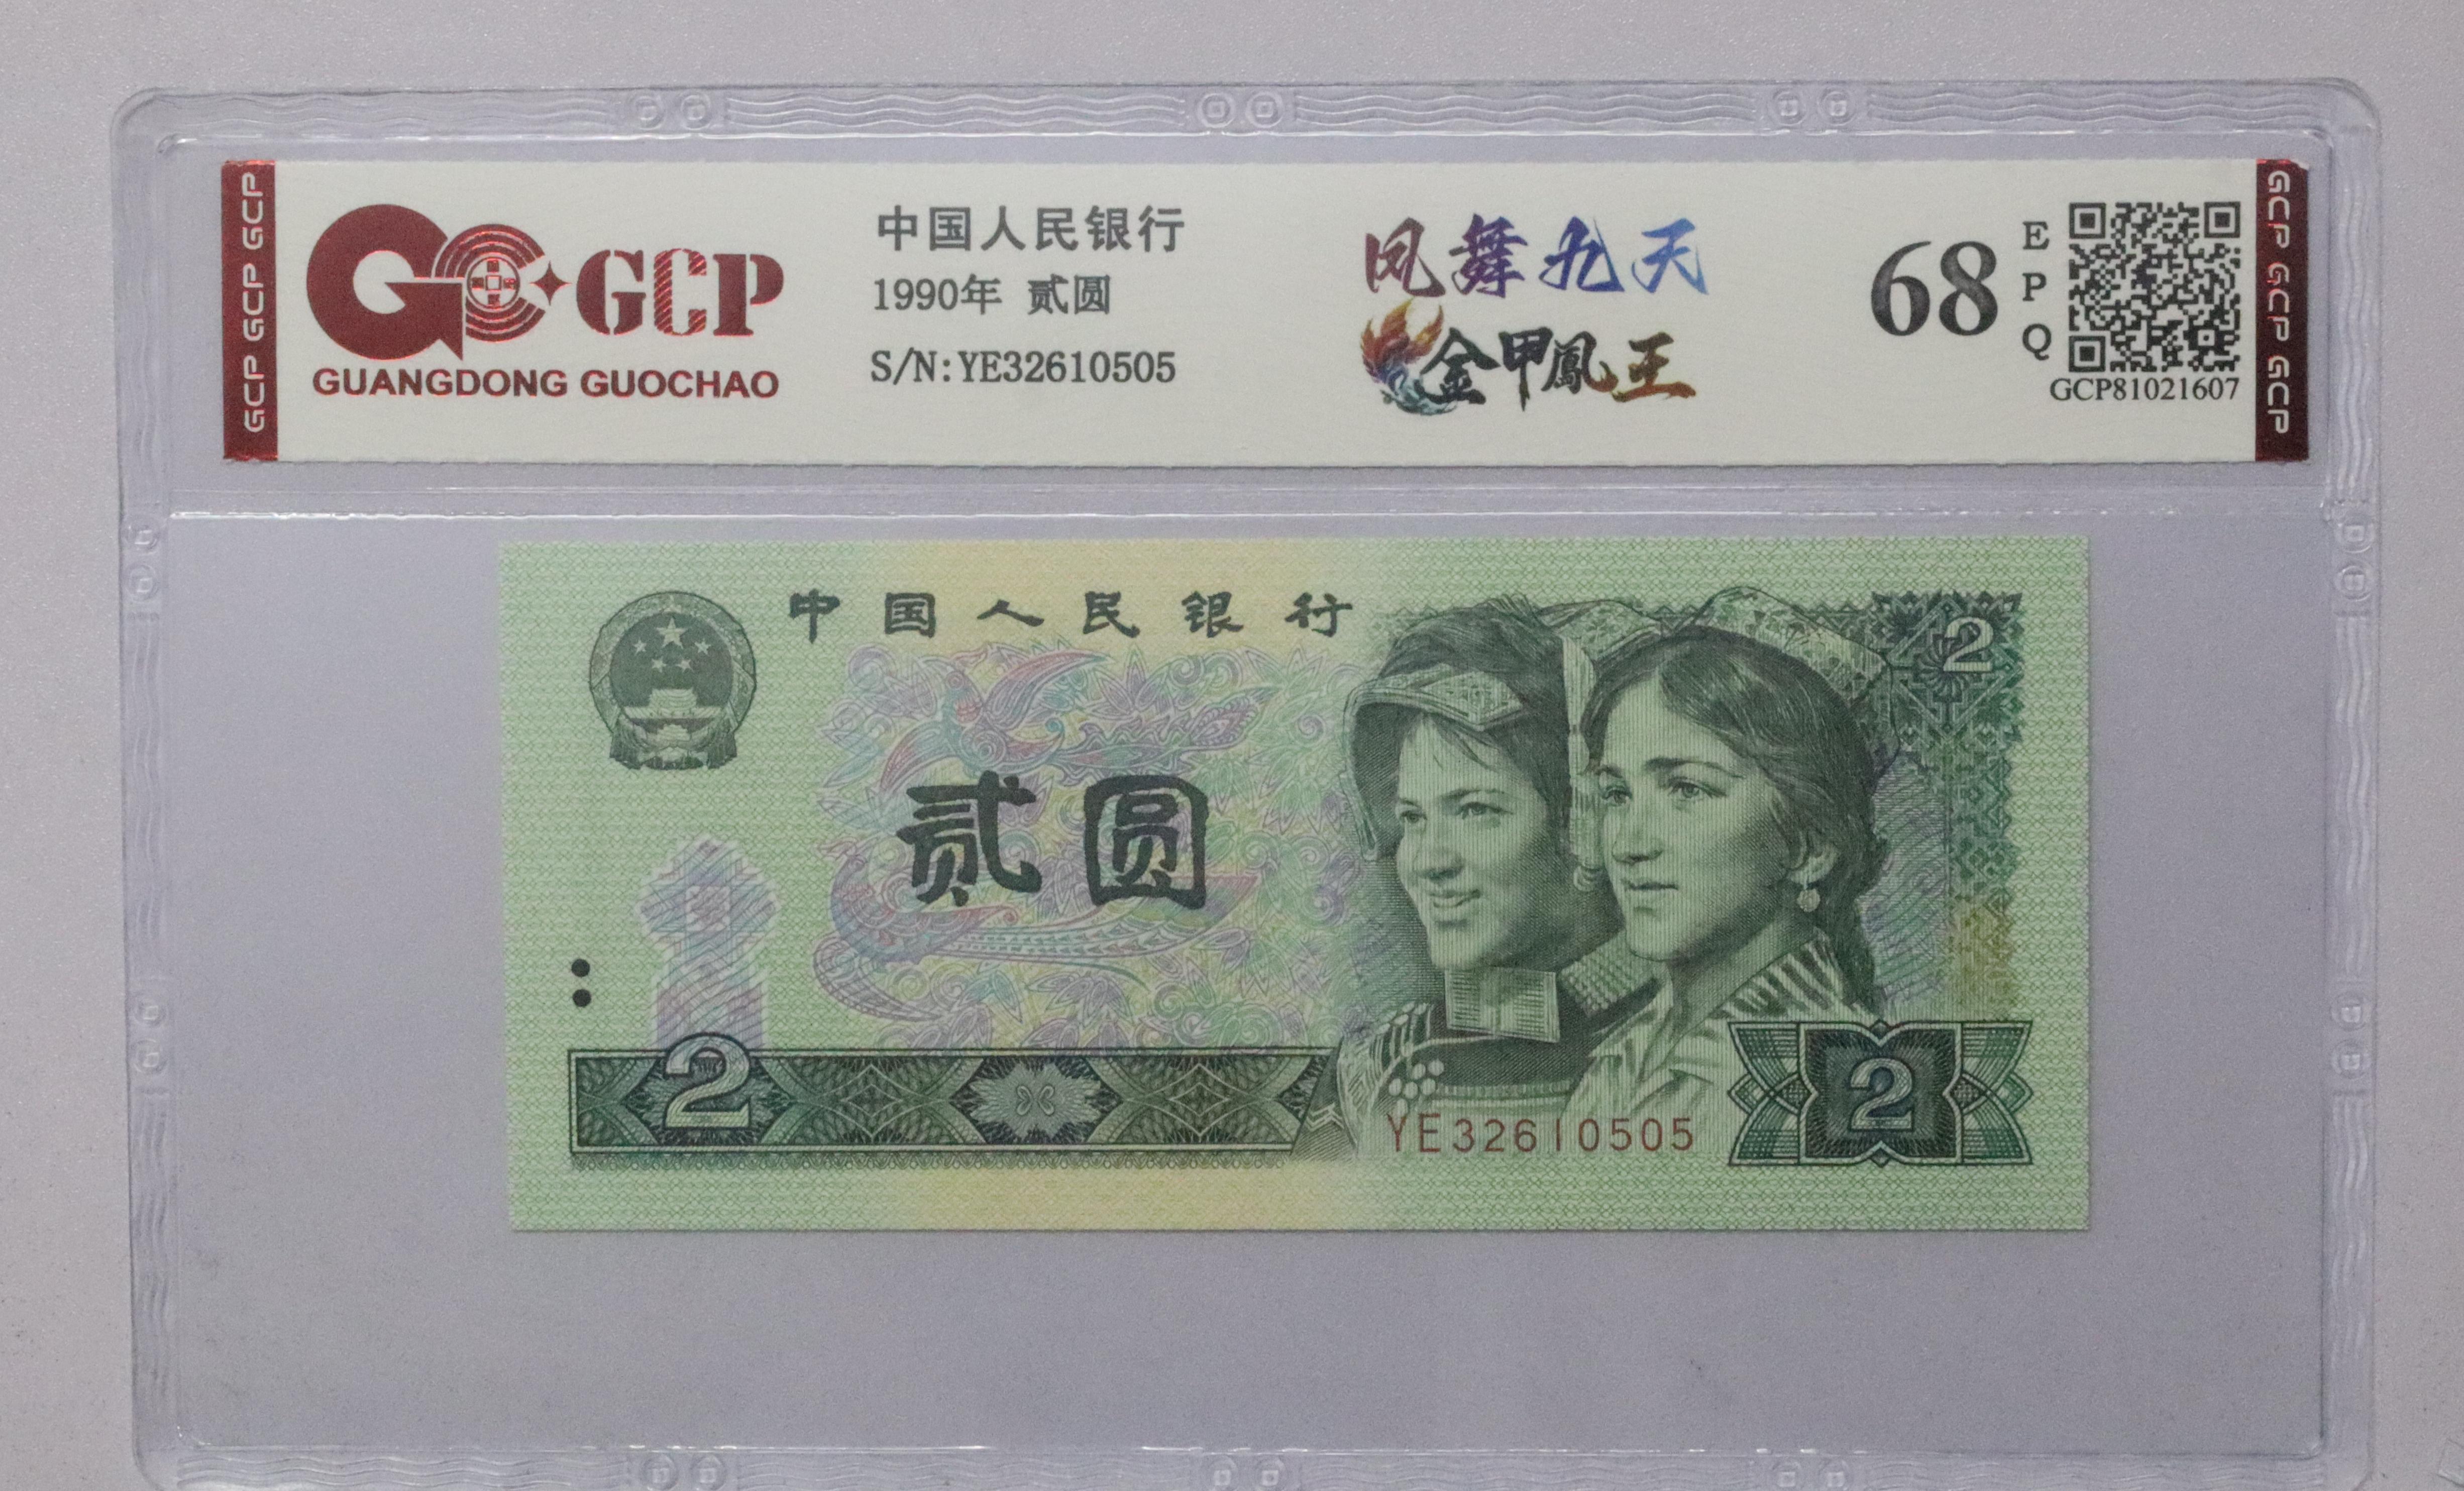 GCP GCP GCP
GCP
GUANGDONG GUOCHAO
中国人民银行
1990年 贰圆
S/N:YE32610505
凤舞九天
金甲鳳王
68
E
P
Q
GCP81021607
GCP GCP GCP
中国人民银行
2
贰圆
2
YE32610505
2